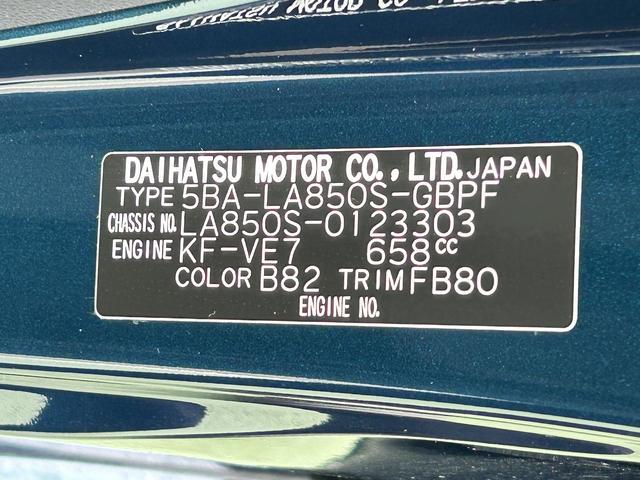 DAIHATSU MOTOR CO., LTD. JAPAN
TYPE 5BA-LA850S-GBPF
CHASSIS NO. LA850S-0123303
ENGINE KF-VE7 658cc
COLOR B82 TRIM FB80
ENGINE NO.